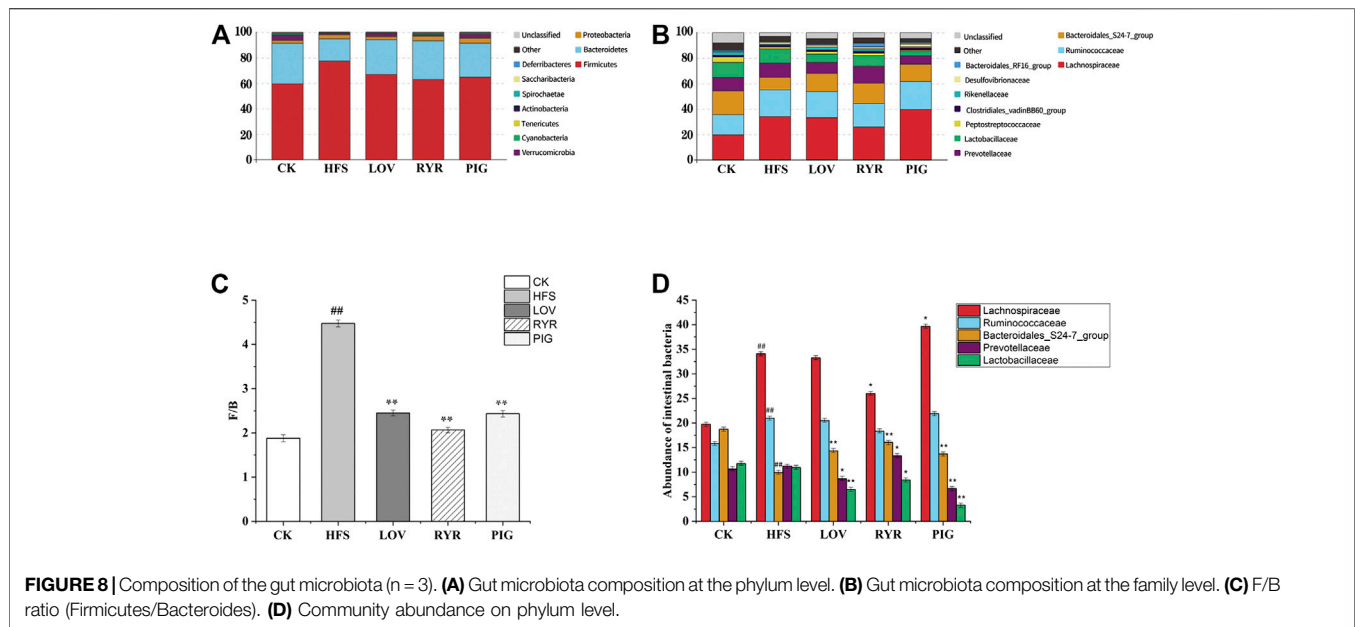 A
100
80
60
40
20
0
CK HFS LOV RYR PIG
Unclassified
Other
Deferribacteres
Saccharibacteria
Spirochaetae
Actinobacteria
Tenericutes
Cyanobacteria
Verrucomicrobia
Proteobacteria
Bacteroidetes
Firmicutes
B
100
80
60
40
20
0
CK HFS LOV RYR PIG
Unclassified
Other
Bacteroidales_RF16_group
Desulfovibrionaceae
Rikenellaceae
Clostridiales_vadinBB60_group
Peptostreptococcaceae
Lactobacillaceae
Prevotellaceae
Bacteroidales_S24-7_group
Ruminococcaceae
Lachnospiraceae
C
F/B
5
4
3
2
1
0
##
**
**
**
CK HFS LOV RYR PIG
CK
HFS
LOV
RYR
PIG
D
Abundance of intestinal bacteria
45
40
35
30
25
20
15
10
5
0
## ## ##
** * **
* ** * *
* ** ** **
CK HFS LOV RYR PIG
Lachnospiraceae
Ruminococcaceae
Bacteroidales_S24-7_group
Prevotellaceae
Lactobacillaceae
FIGURE 8 | Composition of the gut microbiota (n = 3). (A) Gut microbiota composition at the phylum level. (B) Gut microbiota composition at the family level. (C) F/B
ratio (Firmicutes/Bacteroides). (D) Community abundance on phylum level.